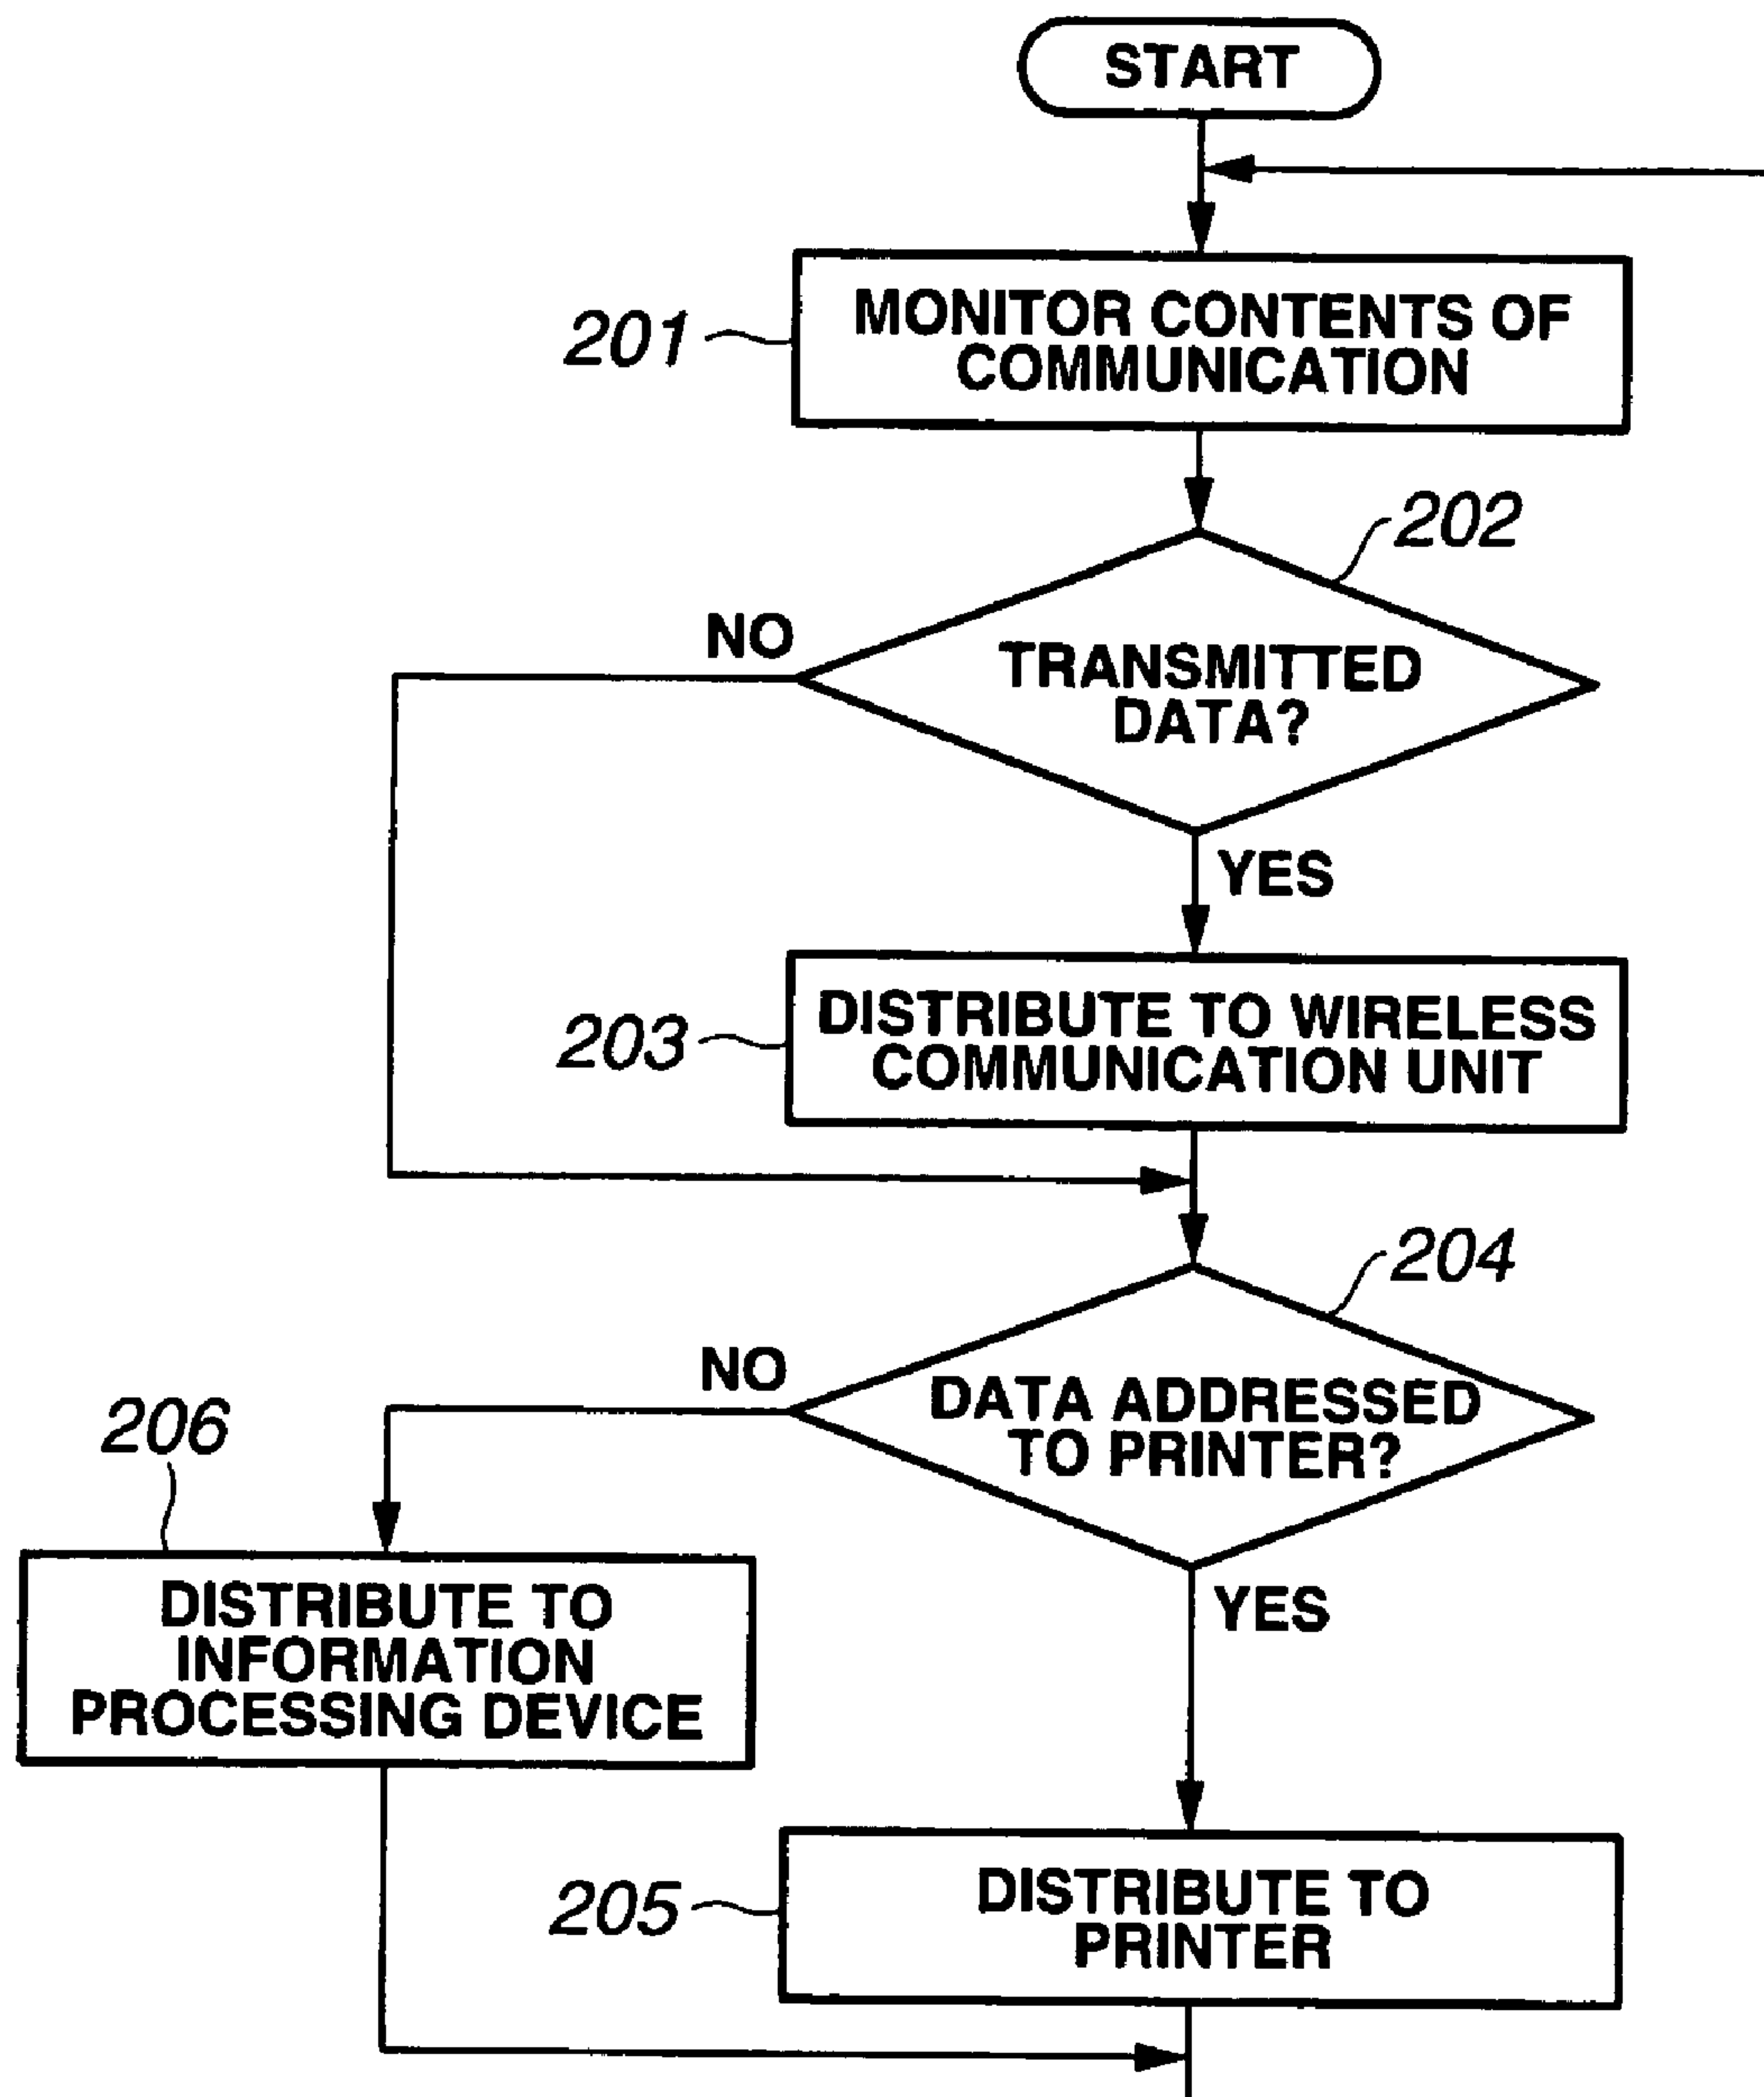 START
MONITOR CONTENTS OF
COMMUNICATION
201
202
NO
TRANSMITTED
DATA?
YES
203
DISTRIBUTE TO WIRELESS
COMMUNICATION UNIT
204
NO
DATA ADDRESSED
TO PRINTER?
206
YES
DISTRIBUTE TO
INFORMATION
PROCESSING DEVICE
205
DISTRIBUTE TO
PRINTER